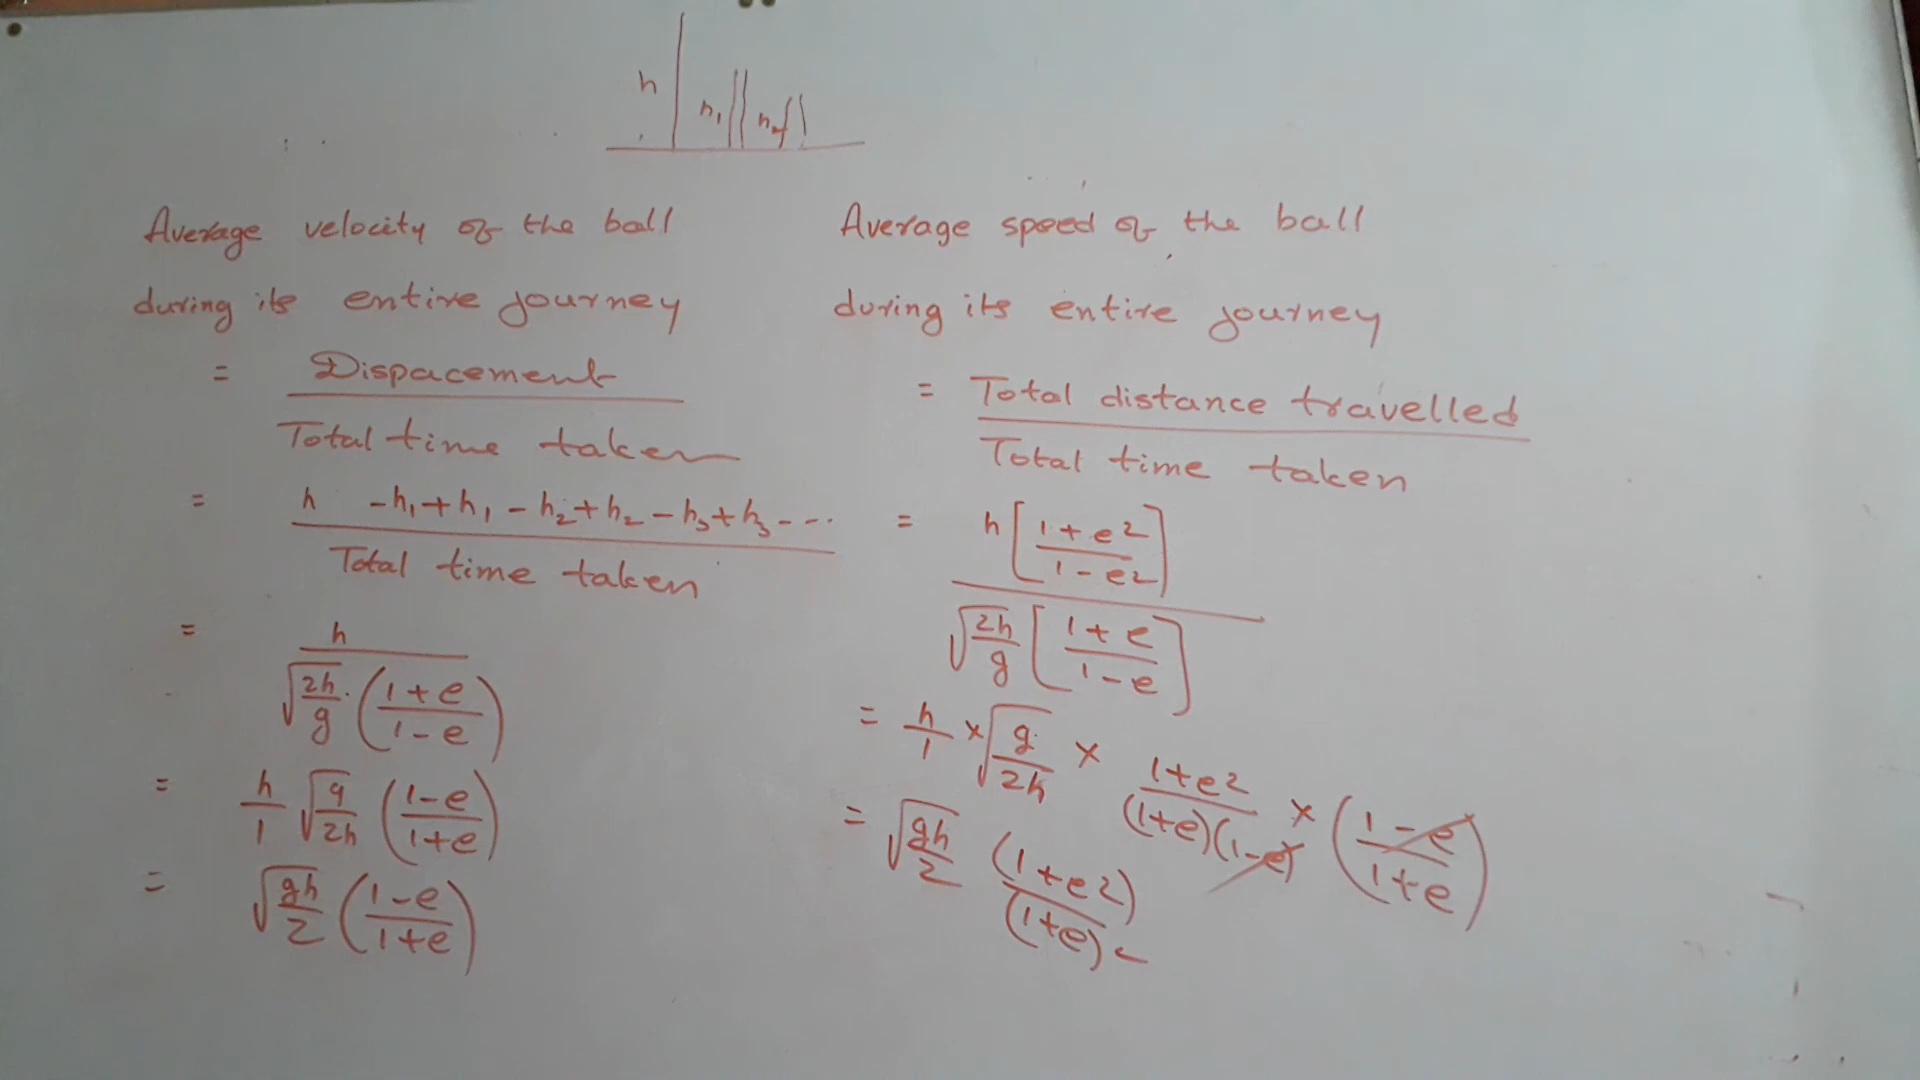 h
h₁
h₂
Average velocity of the ball
during its entire journey
= Dispacement
Total time taken
= h -h₁+h₁-h₂+h₂-h₃+h₃---
Total time taken
= h
√(2h/g) · ((1+e)/(1-e))
= h/1 √(g/2h) ((1-e)/(1+e))
= √(gh/2) ((1-e)/(1+e))
Average speed of the ball
during its entire journey
= Total distance travelled
Total time taken
= h [(1+e²)/(1-e²)]
√(2h/g) [(1+e)/(1-e)]
= h/1 × √(g/2h) × (1+e²)/((1+e)(1-e)) × ((1-e)/(1+e))
= √(gh/2) (1+e²)/(1+e)²